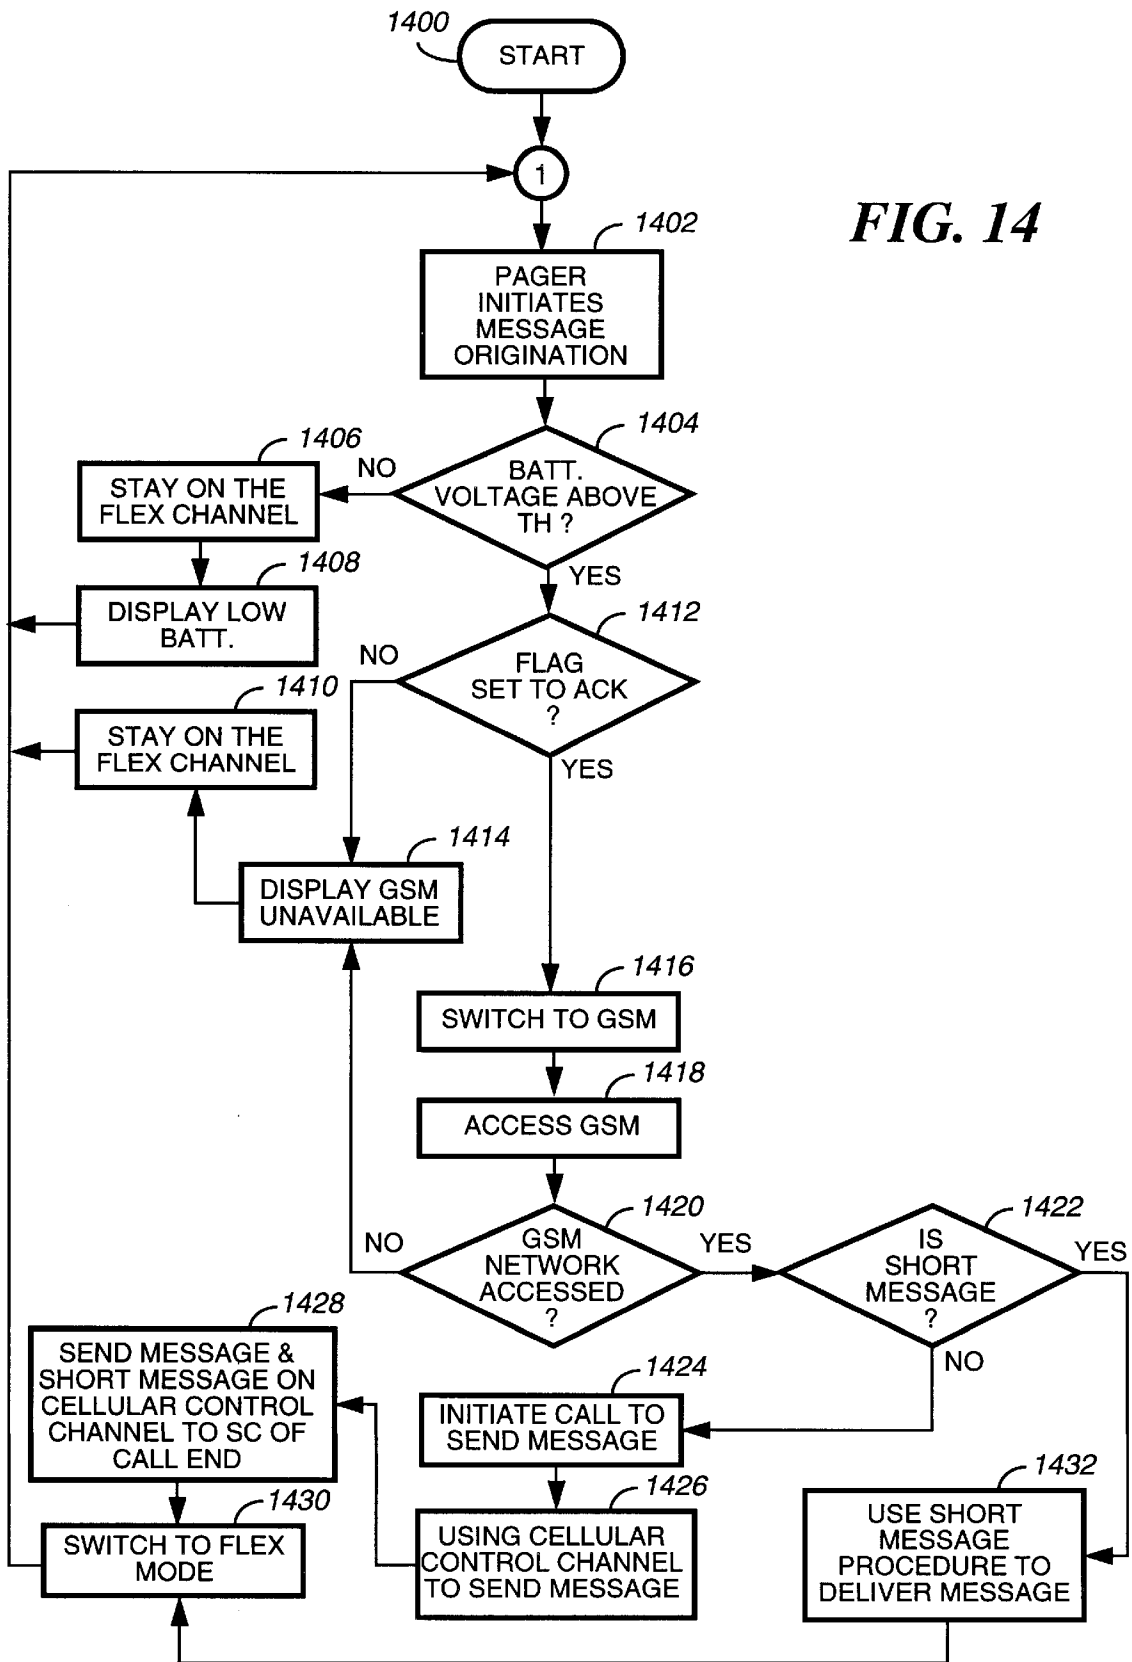 1400
START
1
FIG. 14
1402
PAGER
INITIATES
MESSAGE
ORIGINATION
1404
BATT.
VOLTAGE ABOVE
TH ?
NO
YES
1406
STAY ON THE
FLEX CHANNEL
1408
DISPLAY LOW
BATT.
1412
FLAG
SET TO ACK
?
NO
YES
1410
STAY ON THE
FLEX CHANNEL
1414
DISPLAY GSM
UNAVAILABLE
1416
SWITCH TO GSM
1418
ACCESS GSM
1420
GSM
NETWORK
ACCESSED
?
NO
YES
1422
IS
SHORT
MESSAGE
?
YES
NO
1424
INITIATE CALL TO
SEND MESSAGE
1426
USING CELLULAR
CONTROL CHANNEL
TO SEND MESSAGE
1428
SEND MESSAGE &
SHORT MESSAGE ON
CELLULAR CONTROL
CHANNEL TO SC OF
CALL END
1430
SWITCH TO FLEX
MODE
1432
USE SHORT
MESSAGE
PROCEDURE TO
DELIVER MESSAGE